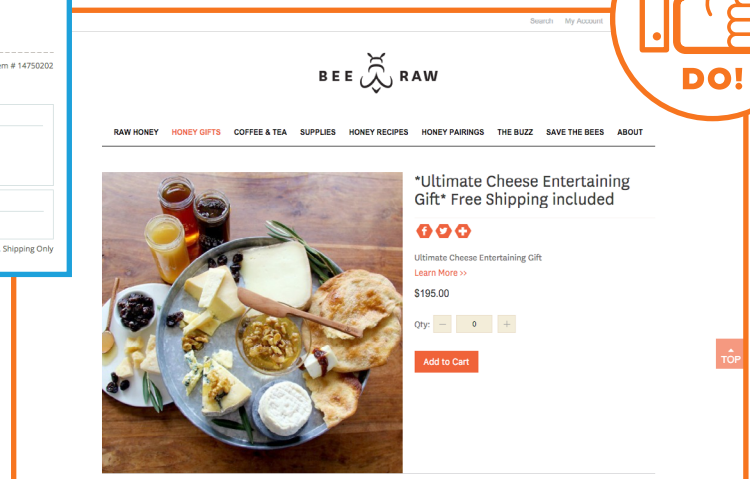 Search My Account
DO!
em # 14750202
BEE RAW
RAW HONEY HONEY GIFTS COFFEE & TEA SUPPLIES HONEY RECIPES HONEY PAIRINGS THE BUZZ SAVE THE BEES ABOUT
*Ultimate Cheese Entertaining
Gift* Free Shipping included
Shipping Only
Ultimate Cheese Entertaining Gift
Learn More >>
$195.00
Qty: − 0 +
Add to Cart
TOP